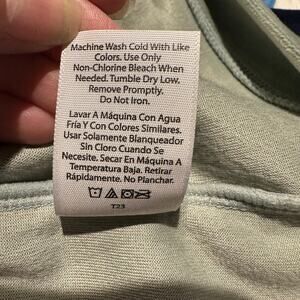 Machine Wash Cold With Like
Colors. Use Only
Non-Chlorine Bleach When
Needed. Tumble Dry Low.
Remove Promptly.
Do Not Iron.
Lavar A Máquina Con Agua
Fría Y Con Colores Similares.
Usar Solamente Blanqueador
Sin Cloro Cuando Se
Necesite. Secar En Máquina A
Temperatura Baja. Retirar
Rápidamente. No Planchar.
T23